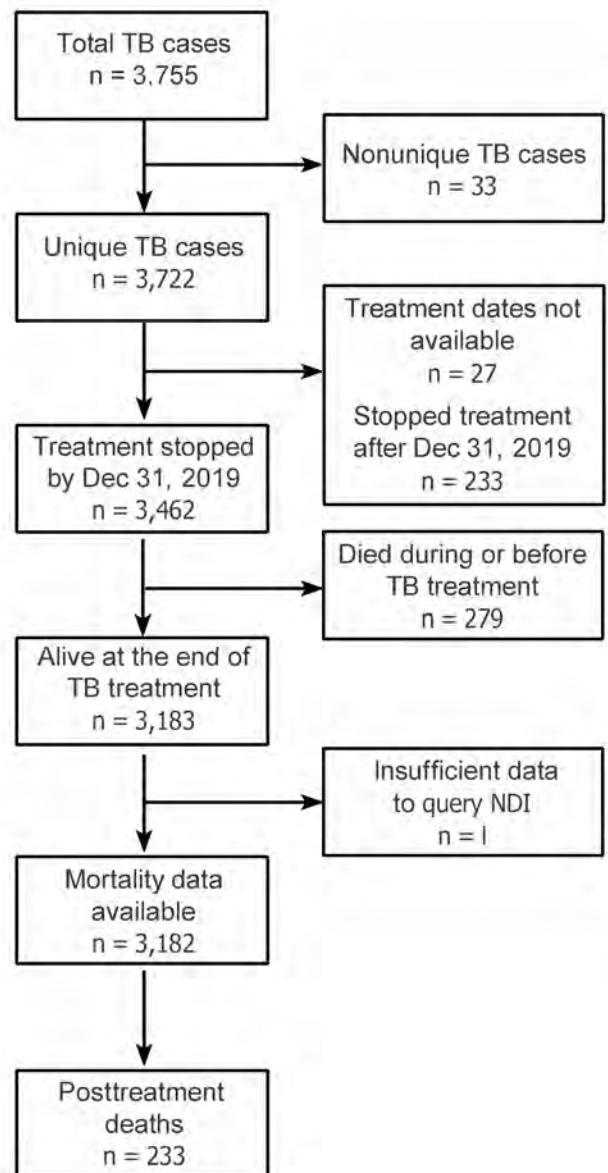 Total TB cases
n = 3.755
Nonunique TB cases
n = 33
Unique TB cases
n = 3,722
Treatment dates not
available
n = 27
Stopped treatment
after Dec 31, 2019
n = 233
Treatment stopped
by Dec 31, 2019
n = 3,462
Died during or before
TB treatment
n = 279
Alive at the end of
TB treatment
n = 3,183
Insufficient data
to query NDI
n = l
Mortality data
available
n = 3,182
Posttreatment
deaths
n = 233